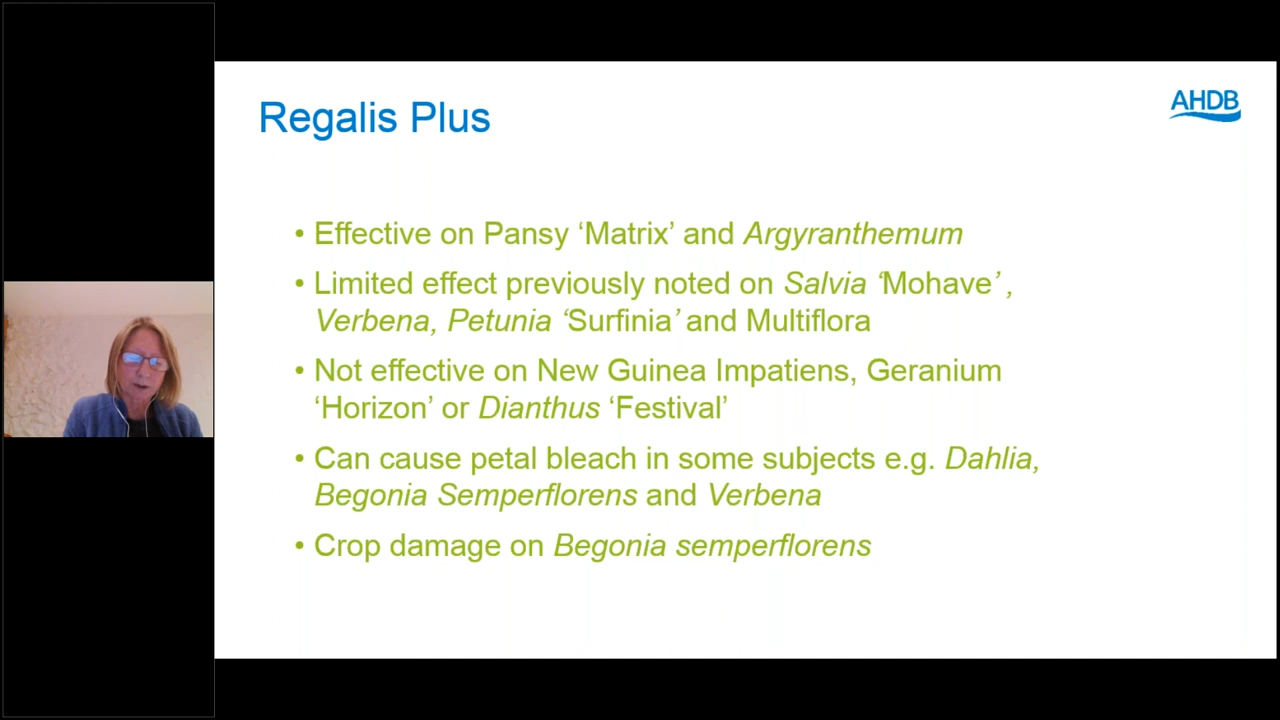 Regalis Plus
AHDB
• Effective on Pansy ‘Matrix’ and Argyranthemum
• Limited effect previously noted on Salvia ‘Mohave’ ,
Verbena, Petunia ‘Surfinia’ and Multiflora
• Not effective on New Guinea Impatiens, Geranium
‘Horizon’ or Dianthus ‘Festival’
• Can cause petal bleach in some subjects e.g. Dahlia,
Begonia Semperflorens and Verbena
• Crop damage on Begonia semperflorens